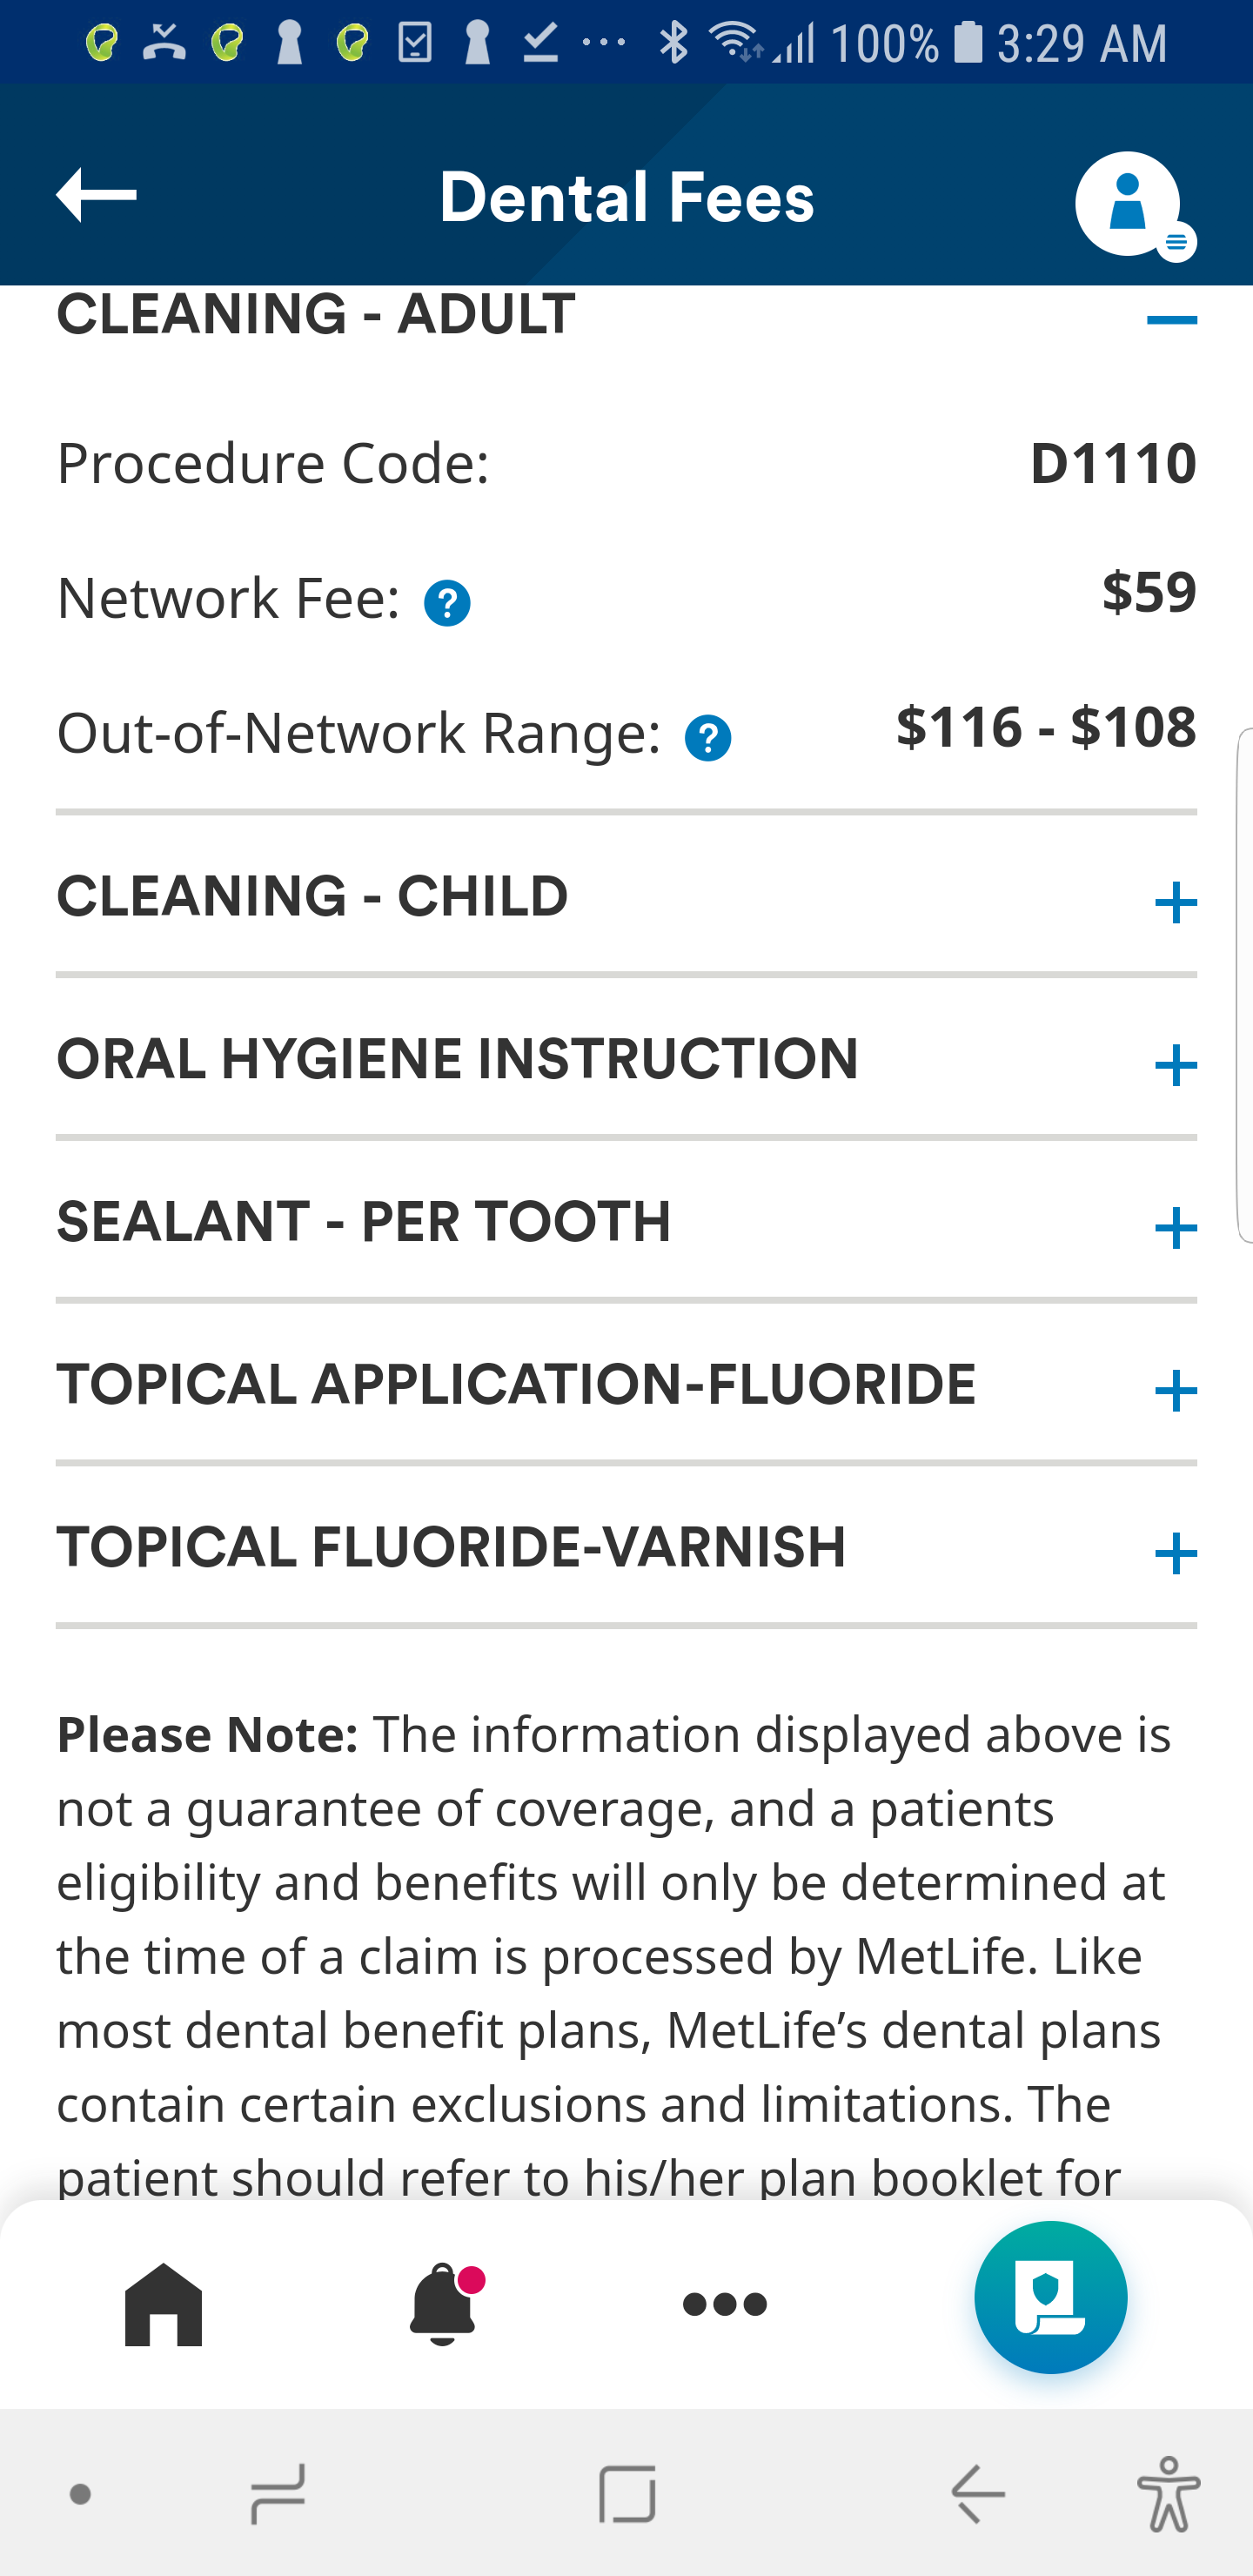 100% 3:29 AM
Dental Fees
CLEANING - ADULT
Procedure Code: D1110
Network Fee: ? $59
Out-of-Network Range: ? $116 - $108
CLEANING - CHILD
ORAL HYGIENE INSTRUCTION
SEALANT - PER TOOTH
TOPICAL APPLICATION-FLUORIDE
TOPICAL FLUORIDE-VARNISH
Please Note: The information displayed above is
not a guarantee of coverage, and a patients
eligibility and benefits will only be determined at
the time of a claim is processed by MetLife. Like
most dental benefit plans, MetLife’s dental plans
contain certain exclusions and limitations. The
patient should refer to his/her plan booklet for